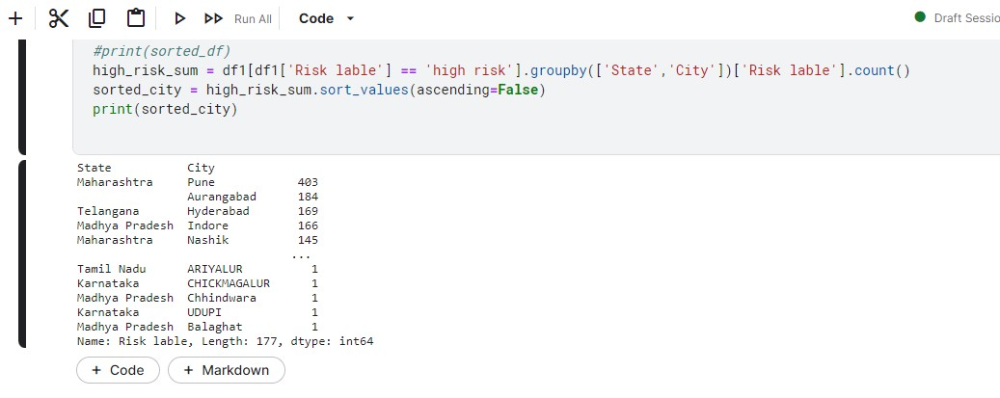 Run All Code Draft Sessio
#print(sorted_df)
high_risk_sum = df1[df1['Risk lable'] == 'high risk'].groupby(['State','City'])['Risk lable'].count()
sorted_city = high_risk_sum.sort_values(ascending=False)
print(sorted_city)
State City
Maharashtra Pune 403
Aurangabad 184
Telangana Hyderabad 169
Madhya Pradesh Indore 166
Maharashtra Nashik 145
...
Tamil Nadu ARIYALUR 1
Karnataka CHICKMAGALUR 1
Madhya Pradesh Chhindwara 1
Karnataka UDUPI 1
Madhya Pradesh Balaghat 1
Name: Risk lable, Length: 177, dtype: int64
+ Code + Markdown